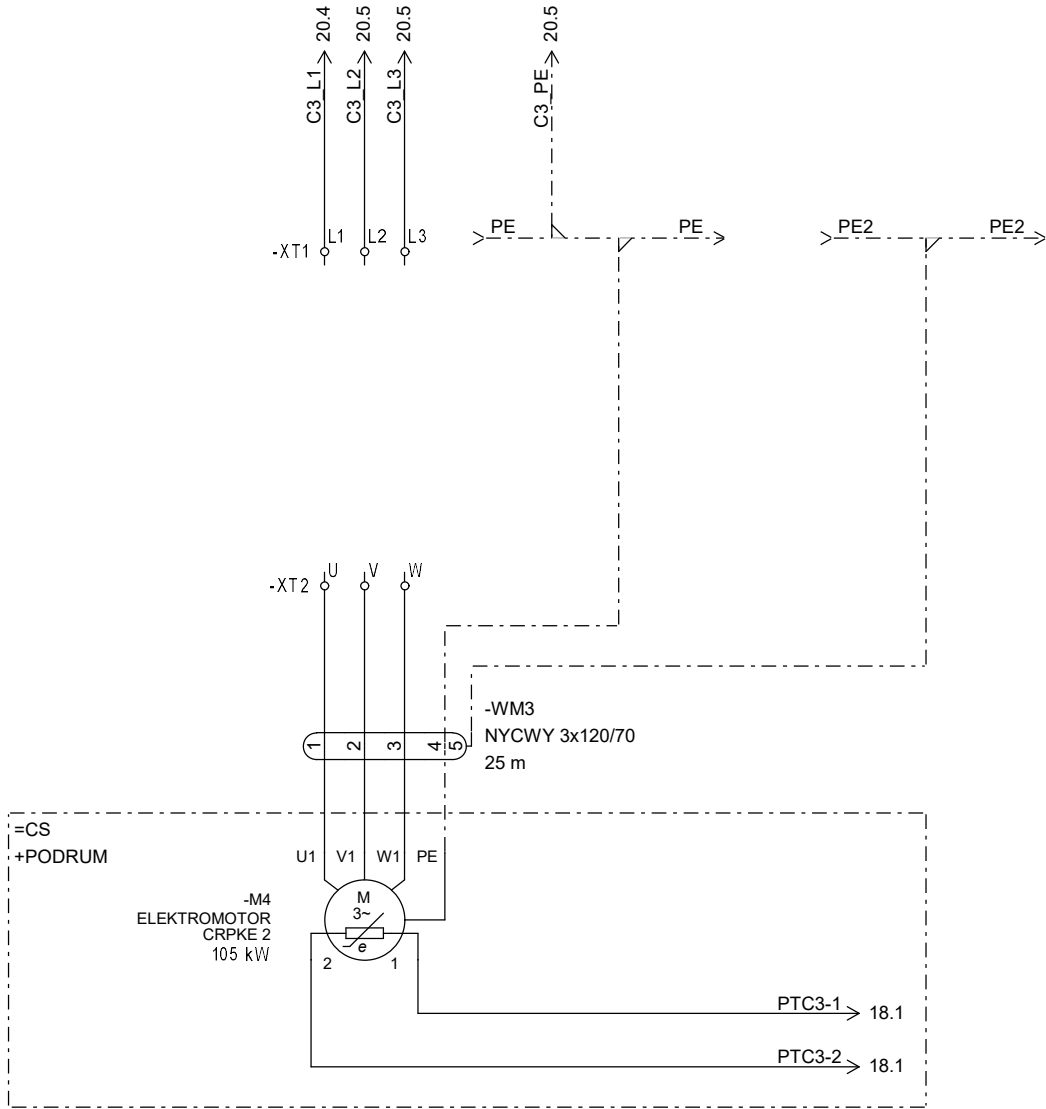 20.4
20.5
20.5
20.5
C3_L1
C3_L2
C3_L3
C3_PE
PE
PE
PE2
PE2
-XT1
L1
L2
L3
-XT2
U
V
W
-WM3
NYCWY 3x120/70
25 m
1
2
3
4
5
=CS
+PODRUM
U1
V1
W1
PE
-M4
ELEKTROMOTOR
CRPKE 2
105 kW
M
3~
e
2
1
PTC3-1
18.1
PTC3-2
18.1